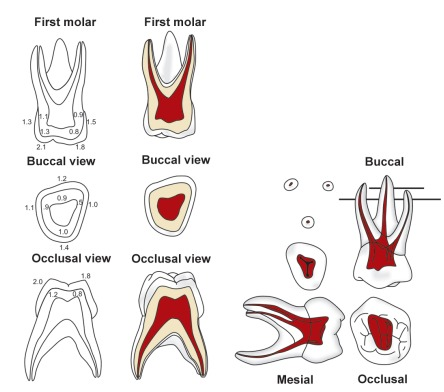 First molar First molar
1.3 1.1 0.9 1.5
1.3 0.8
2.1 1.8
Buccal view Buccal view Buccal
1.2
1.1 .9 .5 1.0
1.0
1.4
Occlusal view Occlusal view
2.0 1.8
1.2 0.8
Mesial Occlusal